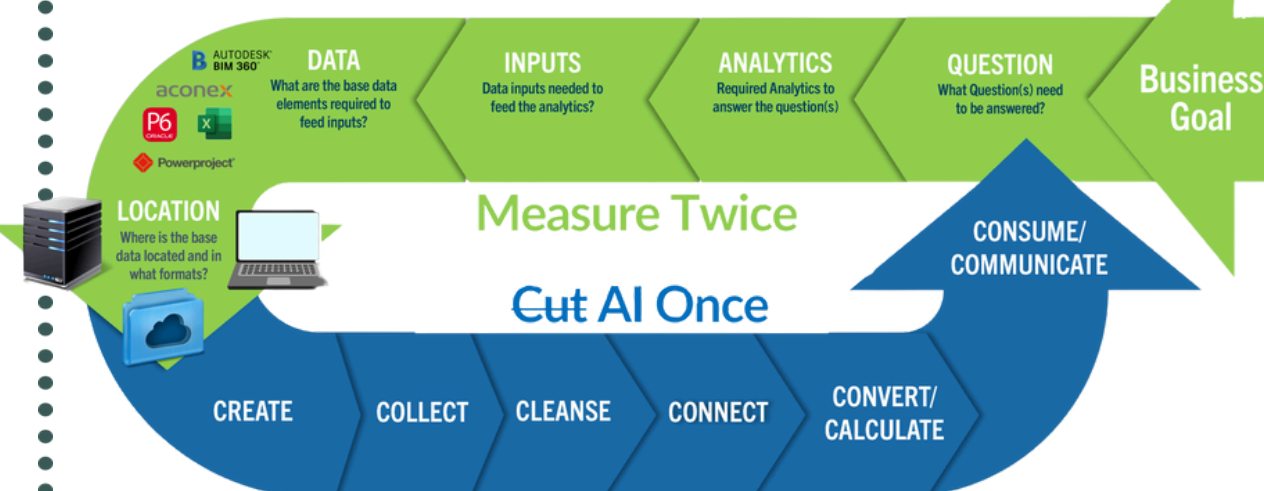 Business
Goal
QUESTION
What Question(s) need
to be answered?
ANALYTICS
Required Analytics to
answer the question(s)
INPUTS
Data inputs needed to
feed the analytics?
DATA
What are the base data
elements required to
feed inputs?
AUTODESK®
BIM 360®
aconex
P6
ORACLE
X
Powerproject®
LOCATION
Where is the base
data located and in
what formats?
Measure Twice
Cut AI Once
CREATE
COLLECT
CLEANSE
CONNECT
CONVERT/
CALCULATE
CONSUME/
COMMUNICATE